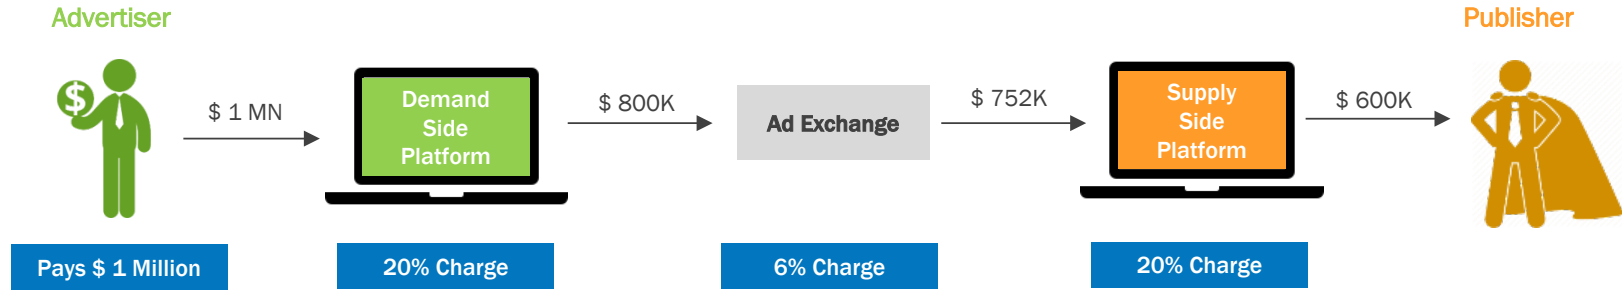 Advertiser
Publisher
$
$ 1 MN
Demand
Side
Platform
$ 800K
Ad Exchange
$ 752K
Supply
Side
Platform
$ 600K
Pays $ 1 Million
20% Charge
6% Charge
20% Charge